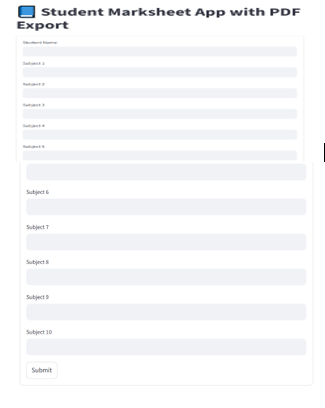 📘 Student Marksheet App with PDF
Export
Student Name
Subject 1
Subject 2
Subject 3
Subject 4
Subject 5
Subject 6
Subject 7
Subject 8
Subject 9
Subject 10
Submit